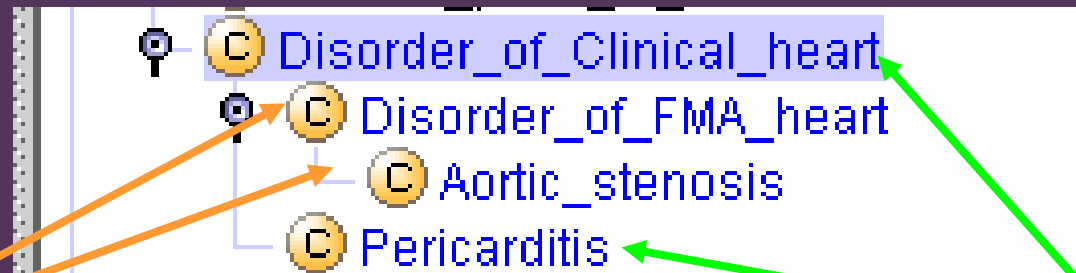 C Disorder_of_Clinical_heart
C Disorder_of_FMA_heart
C Aortic_stenosis
C Pericarditis